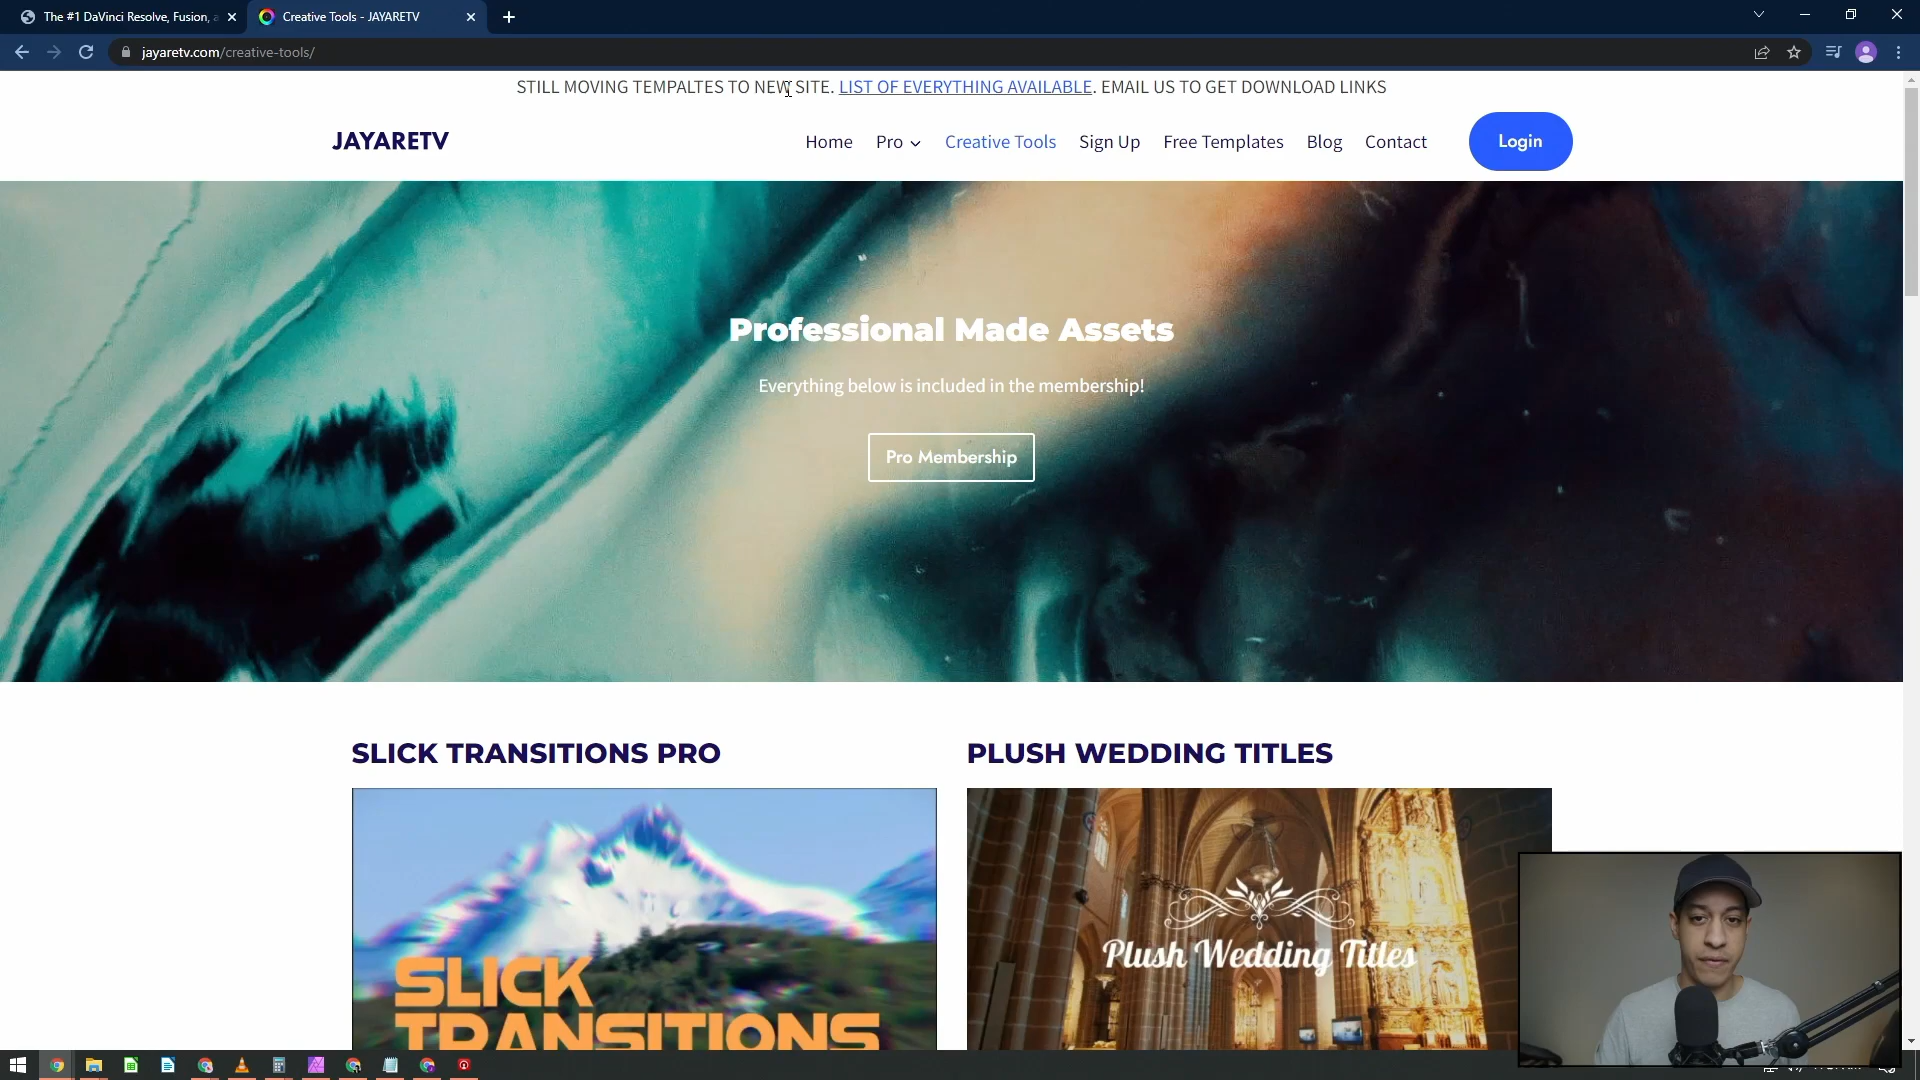 The #1 DaVinci Resolve, Fusion, a
Creative Tools - JAYARETV
jayaretv.com/creative-tools/
STILL MOVING TEMPALTES TO NEW SITE. LIST OF EVERYTHING AVAILABLE. EMAIL US TO GET DOWNLOAD LINKS
JAYARETV
Home Pro Creative Tools Sign Up Free Templates Blog Contact Login
Professional Made Assets
Everything below is included in the membership!
Pro Membership
SLICK TRANSITIONS PRO
PLUSH WEDDING TITLES
SLICK
TRANSITIONS
Plush Wedding Titles